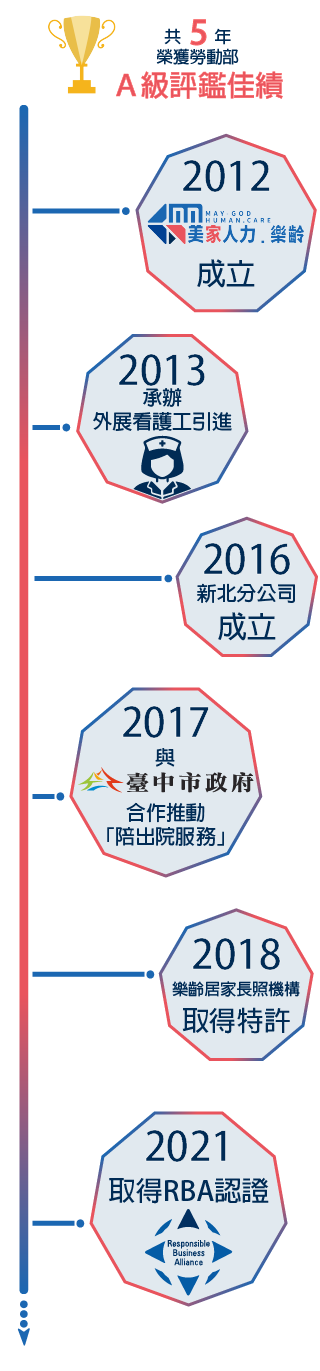 共 5 年
榮獲勞動部
A級評鑑佳績
2012
MAY-GOD
HUMAN.CARE
美家人力.樂齡
成立
2013
承辦
外展看護工引進
2016
新北分公司
成立
2017
與
臺中市政府
合作推動
「陪出院服務」
2018
樂齡居家長照機構
取得特許
2021
取得RBA認證
Responsible
Business
Alliance